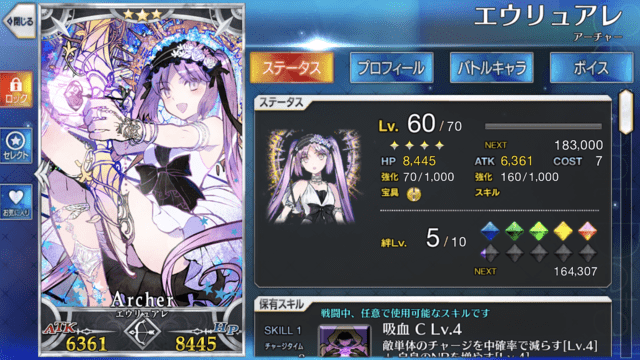 閉じる
ロック
セレクト
お気に入り
Archer
エウリュアレ
ATK
HP
6361
8445
エウリュアレ
アーチャー
ステータス
プロフィール
バトルキャラ
ボイス
ステータス
Lv. 60/70
NEXT 183,000
HP 8,445 ATK 6,361 COST 7
強化 70/1,000 強化 160/1,000
宝具 スキル
絆Lv. 5/10
NEXT 164,307
保有スキル
戦闘中、任意で使用可能なスキルです
SKILL 1
吸血 C Lv.4
チャージタイム
敵単体のチャージを中確率で減らす[Lv.4]